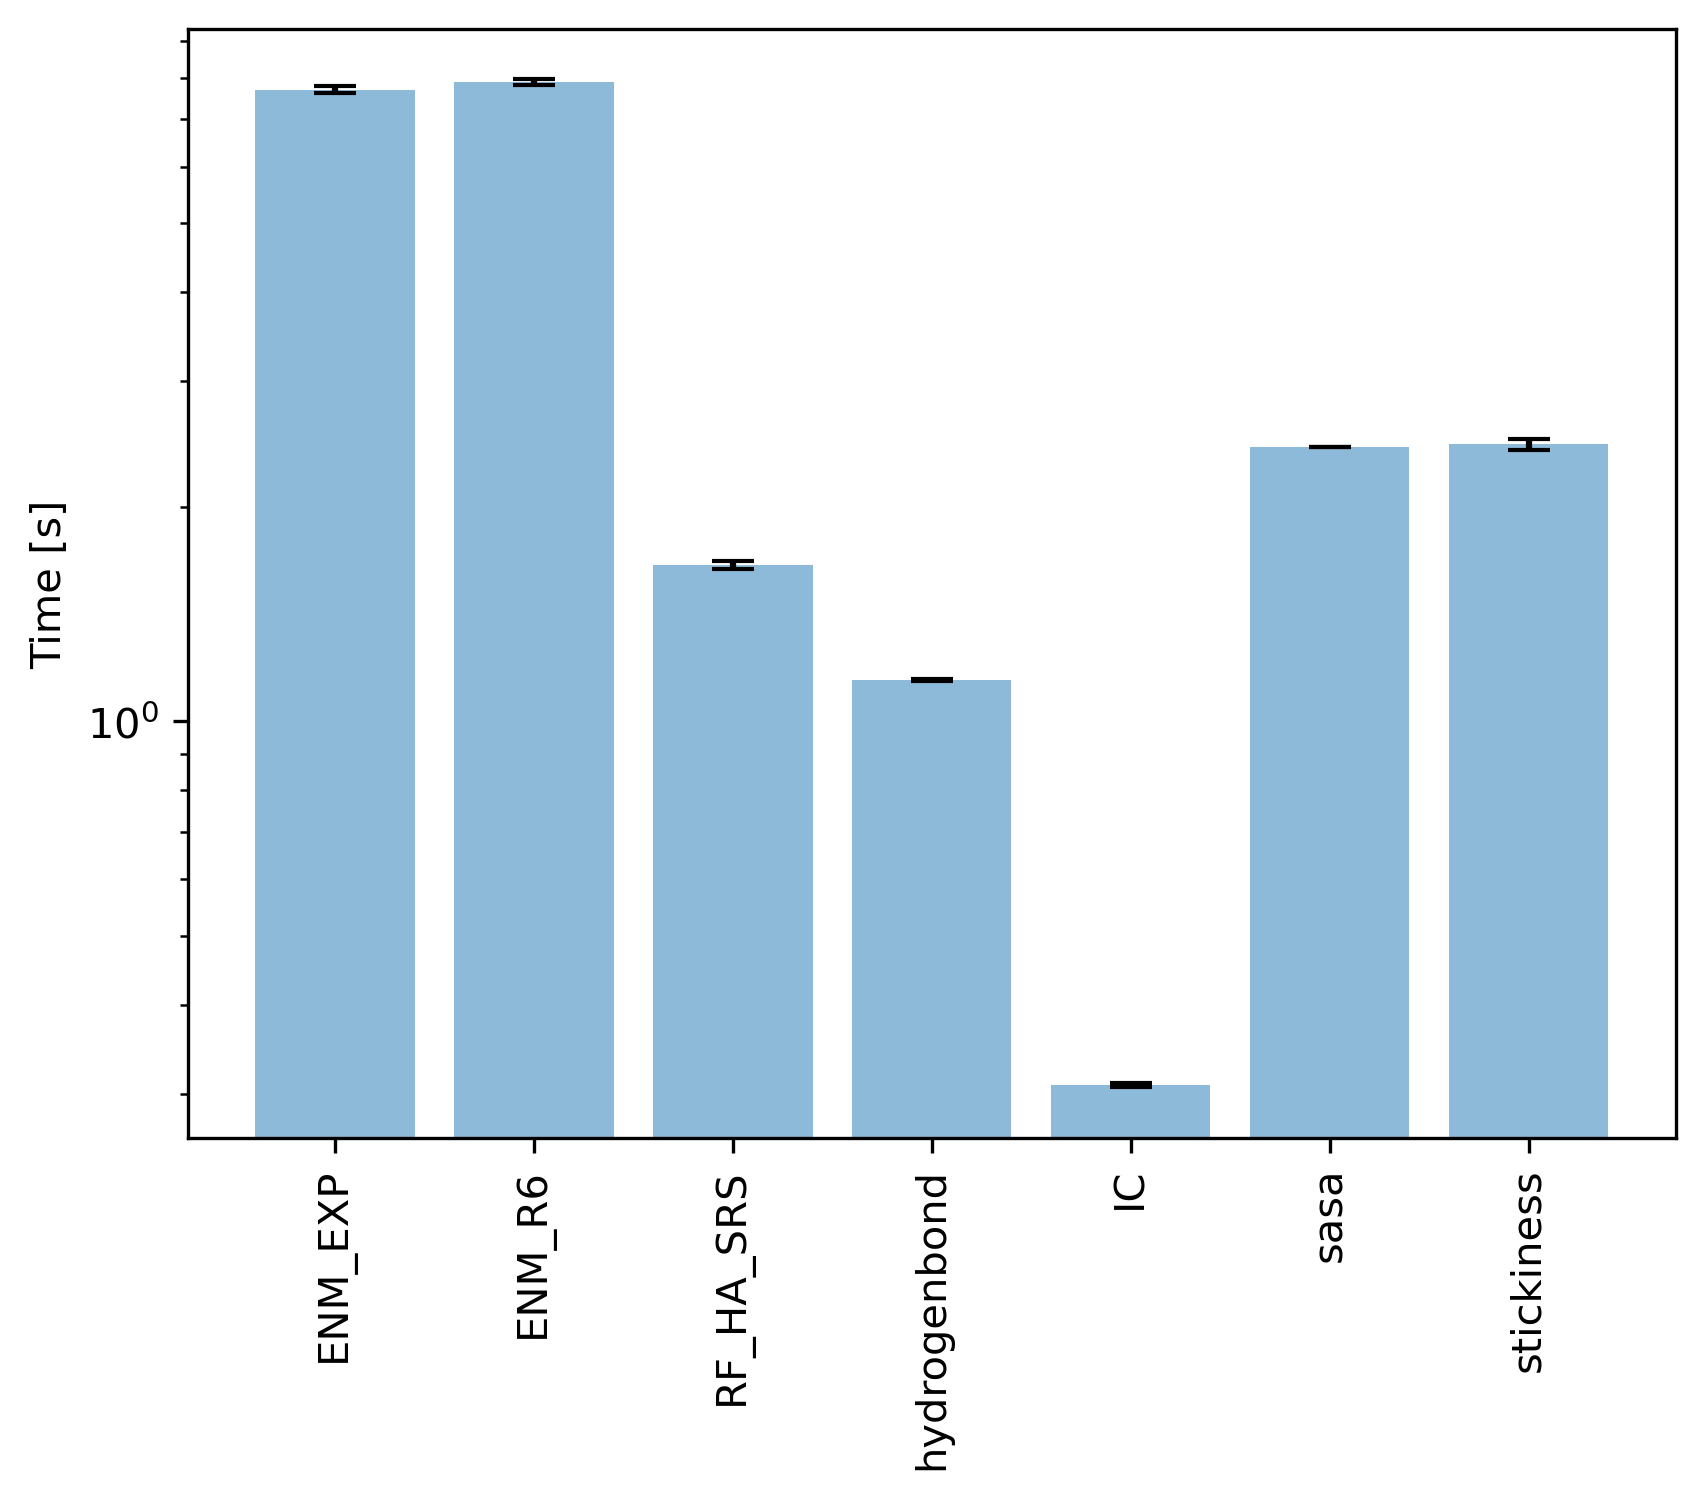 Time [s]
10⁰
ENM_EXP
ENM_R6
RF_HA_SRS
hydrogenbond
IC
sasa
stickiness